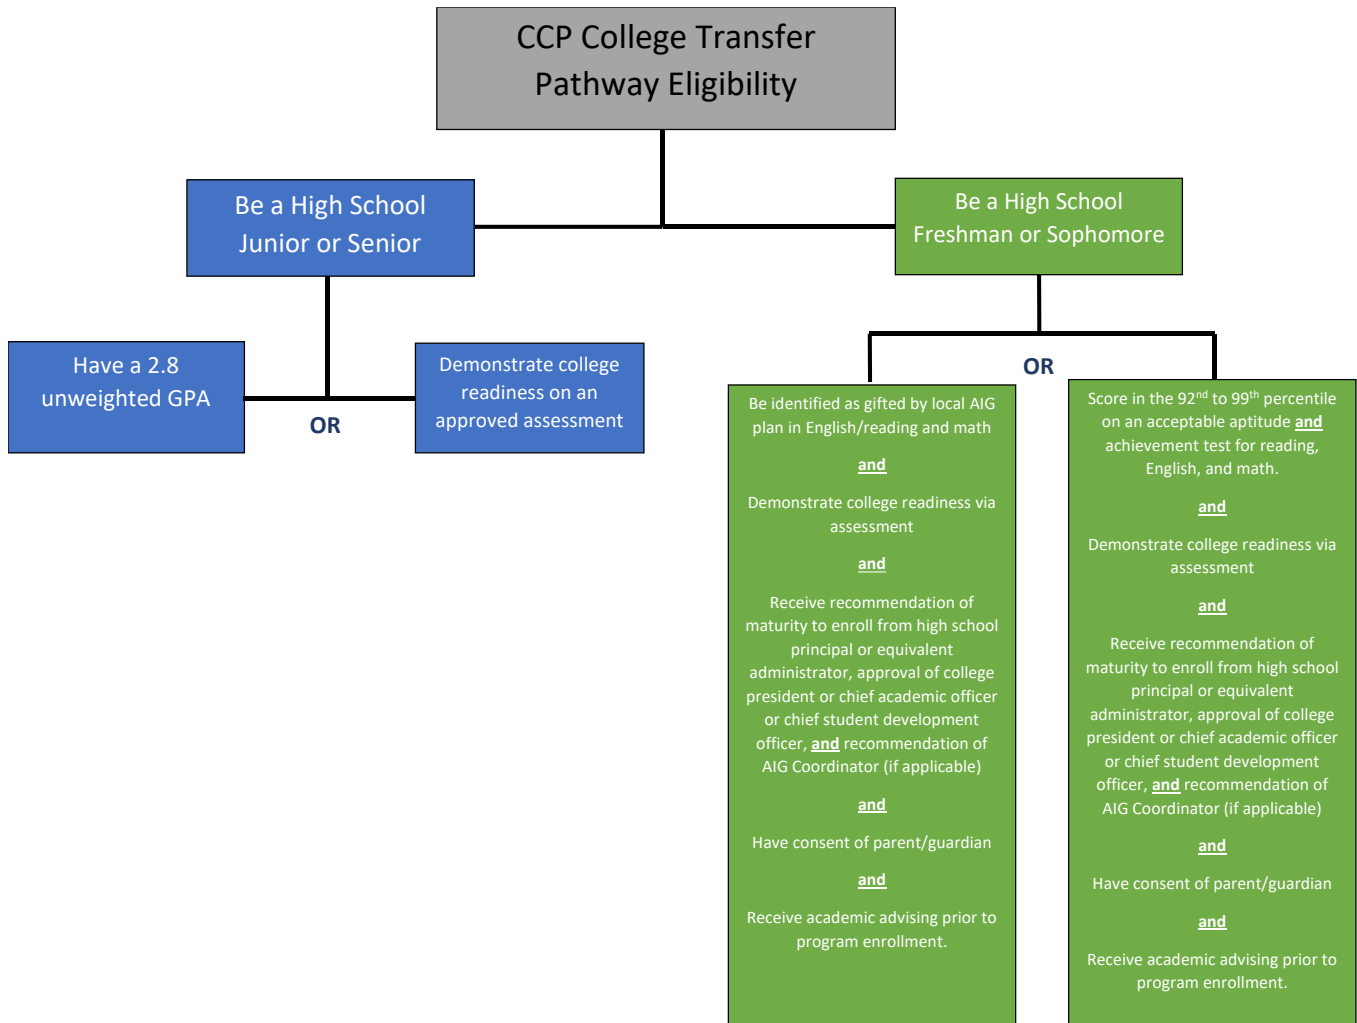 CCP College Transfer
Pathway Eligibility
Be a High School
Junior or Senior
Be a High School
Freshman or Sophomore
Have a 2.8
unweighted GPA
OR
Demonstrate college
readiness on an
approved assessment
OR
Be identified as gifted by local AIG
plan in English/reading and math
and
Demonstrate college readiness via
assessment
and
Receive recommendation of
maturity to enroll from high school
principal or equivalent
administrator, approval of college
president or chief academic officer
or chief student development
officer, and recommendation of
AIG Coordinator (if applicable)
and
Have consent of parent/guardian
and
Receive academic advising prior to
program enrollment.
Score in the 92nd to 99th percentile
on an acceptable aptitude and
achievement test for reading,
English, and math.
and
Demonstrate college readiness via
assessment
and
Receive recommendation of
maturity to enroll from high school
principal or equivalent
administrator, approval of college
president or chief academic officer
or chief student development
officer, and recommendation of
AIG Coordinator (if applicable)
and
Have consent of parent/guardian
and
Receive academic advising prior to
program enrollment.